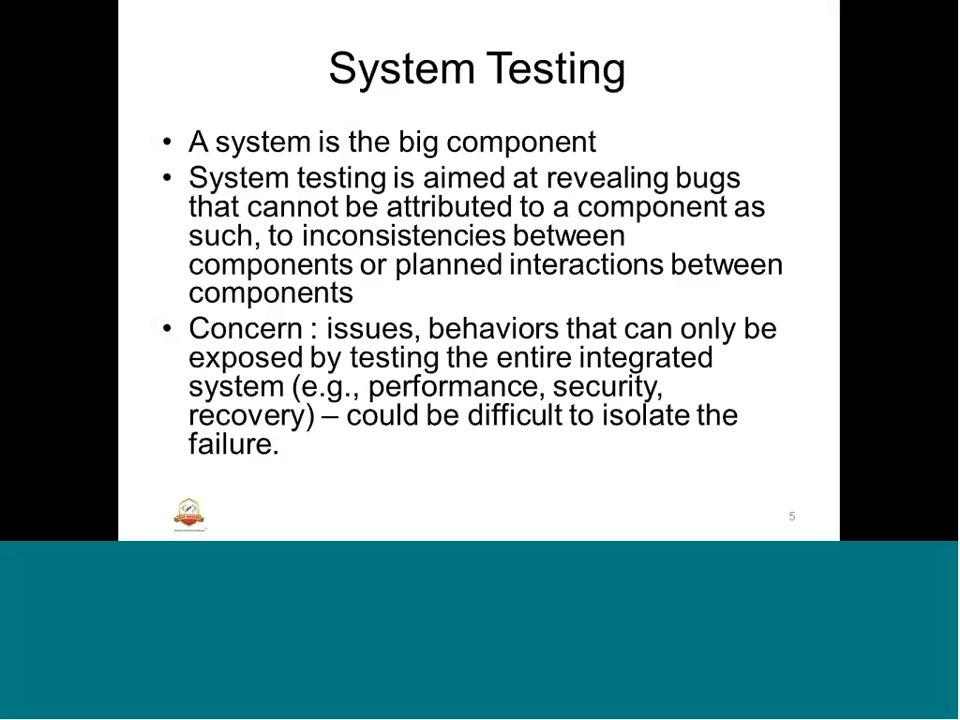 System Testing
• A system is the big component
• System testing is aimed at revealing bugs
that cannot be attributed to a component as
such, to inconsistencies between
components or planned interactions between
components
• Concern : issues, behaviors that can only be
exposed by testing the entire integrated
system (e.g., performance, security,
recovery) – could be difficult to isolate the
failure.
5